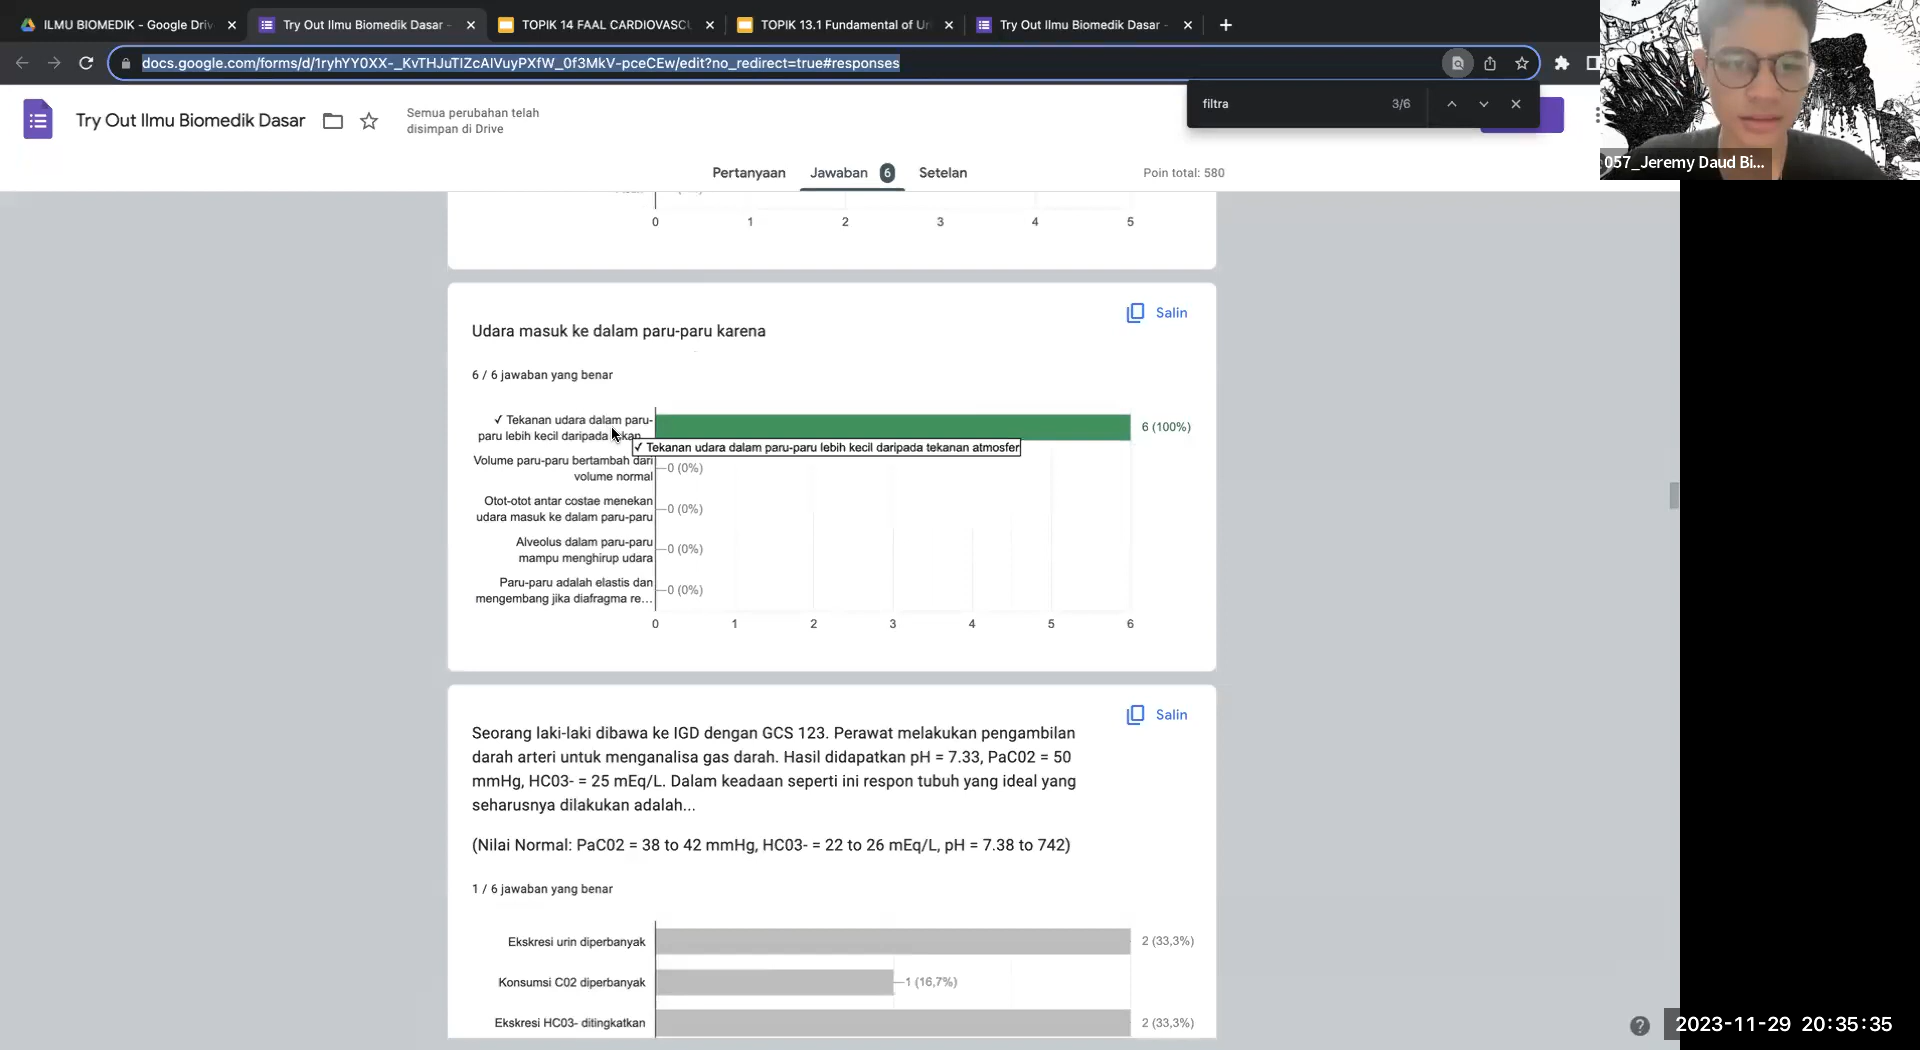 ILMU BIOMEDIK - Google Driv
Try Out Ilmu Biomedik Dasar -
TOPIK 14 FAAL CARDIOVASCU
TOPIK 13.1 Fundamental of Uri
Try Out Ilmu Biomedik Dasar -
docs.google.com/forms/d/1ryhYY0XX-_KvTHJuTIZcAIVuyPXfW_0f3MkV-pceCEw/edit?no_redirect=true#responses
filtra
3/6
Try Out Ilmu Biomedik Dasar
Semua perubahan telah
disimpan di Drive
057_Jeremy Daud Bi...
Pertanyaan
Jawaban 6
Setelan
Poin total: 580
0 1 2 3 4 5
Salin
Udara masuk ke dalam paru-paru karena
6 / 6 jawaban yang benar
✓ Tekanan udara dalam paru-
paru lebih kecil daripada tekan...
6 (100%)
✓ Tekanan udara dalam paru-paru lebih kecil daripada tekanan atmosfer
Volume paru-paru bertambah dari
volume normal
0 (0%)
Otot-otot antar costae menekan
udara masuk ke dalam paru-paru
0 (0%)
Alveolus dalam paru-paru
mampu menghirup udara
0 (0%)
Paru-paru adalah elastis dan
mengembang jika diafragma re...
0 (0%)
0 1 2 3 4 5 6
Salin
Seorang laki-laki dibawa ke IGD dengan GCS 123. Perawat melakukan pengambilan
darah arteri untuk menganalisa gas darah. Hasil didapatkan pH = 7.33, PaC02 = 50
mmHg, HC03- = 25 mEq/L. Dalam keadaan seperti ini respon tubuh yang ideal yang
seharusnya dilakukan adalah...
(Nilai Normal: PaC02 = 38 to 42 mmHg, HC03- = 22 to 26 mEq/L, pH = 7.38 to 742)
1 / 6 jawaban yang benar
Ekskresi urin diperbanyak
2 (33,3%)
Konsumsi C02 diperbanyak
1 (16,7%)
Ekskresi HC03- ditingkatkan
2 (33,3%)
2023-11-29 20:35:35